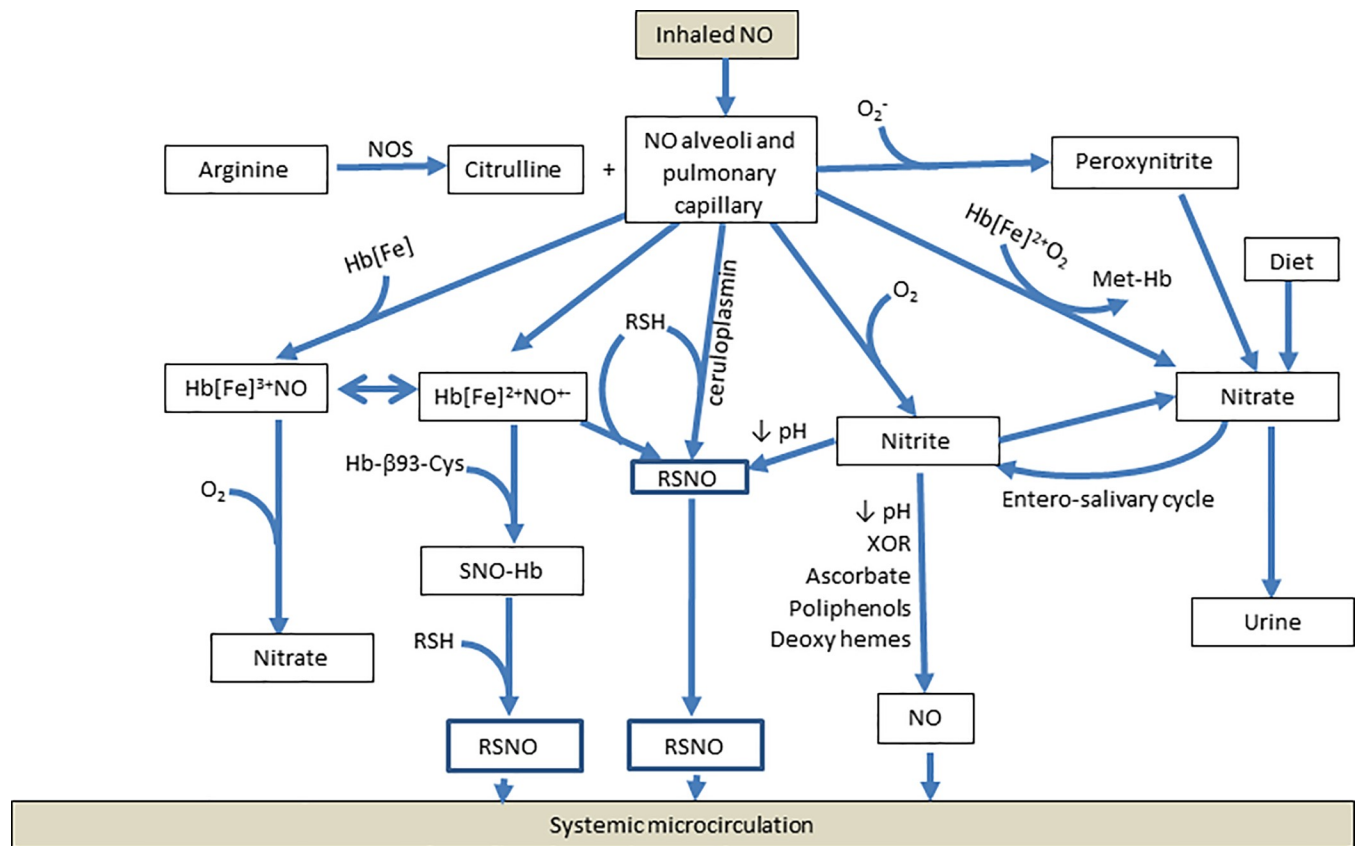 Inhaled NO
O₂⁻
NO alveoli and
pulmonary
capillary
Arginine
NOS
Citrulline
+
Peroxynitrite
Hb[Fe]
Hb[Fe]²⁺O₂
Met-Hb
Diet
RSH
ceruloplasmin
O₂
Hb[Fe]³⁺NO
Hb[Fe]²⁺NO⁺⁻
Nitrate
↓ pH
Nitrite
Hb-β93-Cys
RSNO
O₂
Entero-salivary cycle
↓ pH
XOR
Ascorbate
Poliphenols
Deoxy hemes
SNO-Hb
Urine
RSH
Nitrate
RSNO
RSNO
NO
Systemic microcirculation